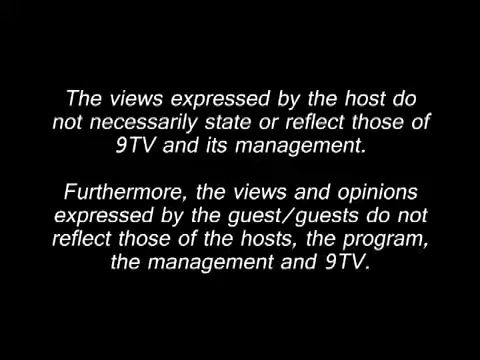 The views expressed by the host do
not necessarily state or reflect those of
9TV and its management.
Furthermore, the views and opinions
expressed by the guest/guests do not
reflect those of the hosts, the program,
the management and 9TV.